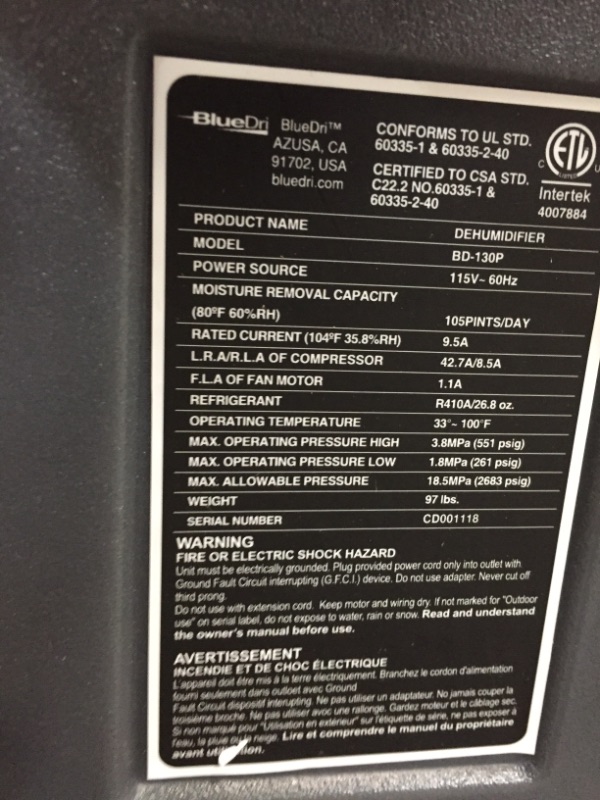 BlueDri BlueDri™
AZUSA, CA
91702, USA
bluedri.com
CONFORMS TO UL STD.
60335-1 & 60335-2-40
CERTIFIED TO CSA STD.
C22.2 NO.60335-1 &
60335-2-40
C ETL US
LISTED
Intertek
4007884
PRODUCT NAME DEHUMIDIFIER
MODEL BD-130P
POWER SOURCE 115V~ 60Hz
MOISTURE REMOVAL CAPACITY
(80ºF 60%RH) 105PINTS/DAY
RATED CURRENT (104ºF 35.8%RH) 9.5A
L.R.A/R.L.A OF COMPRESSOR 42.7A/8.5A
F.L.A OF FAN MOTOR 1.1A
REFRIGERANT R410A/26.8 oz.
OPERATING TEMPERATURE 33°~ 100°F
MAX. OPERATING PRESSURE HIGH 3.8MPa (551 psig)
MAX. OPERATING PRESSURE LOW 1.8MPa (261 psig)
MAX. ALLOWABLE PRESSURE 18.5MPa (2683 psig)
WEIGHT 97 lbs.
SERIAL NUMBER CD001118
WARNING
FIRE OR ELECTRIC SHOCK HAZARD
Unit must be electrically grounded. Plug provided power cord only into outlet with
Ground Fault Circuit interrupting (G.F.C.I.) device. Do not use adapter. Never cut off
third prong.
Do not use with extension cord. Keep motor and wiring dry. If not marked for "Outdoor
use" on serial label, do not expose to water, rain or snow. Read and understand
the owner's manual before use.
AVERTISSEMENT
INCENDIE ET DE CHOC ÉLECTRIQUE
L'appareil doit être mis à la terre électriquement. Branchez le cordon d'alimentation
fourni seulement dans outloet avec Ground
Fault Circuit dispositif interupting. Ne pas utiliser un adaptateur. No jamais couper la
troisième broche. Ne pas utiliser avoc une rallonge. Gardez moteur et le câblage sec.
Si non marqué pour "Utilisation en extérieur" sur l'étiquette de série, ne pas exposer à
l'eau, la pluie ou la neige. Lire et comprendre le manuel du propriétaire
avant